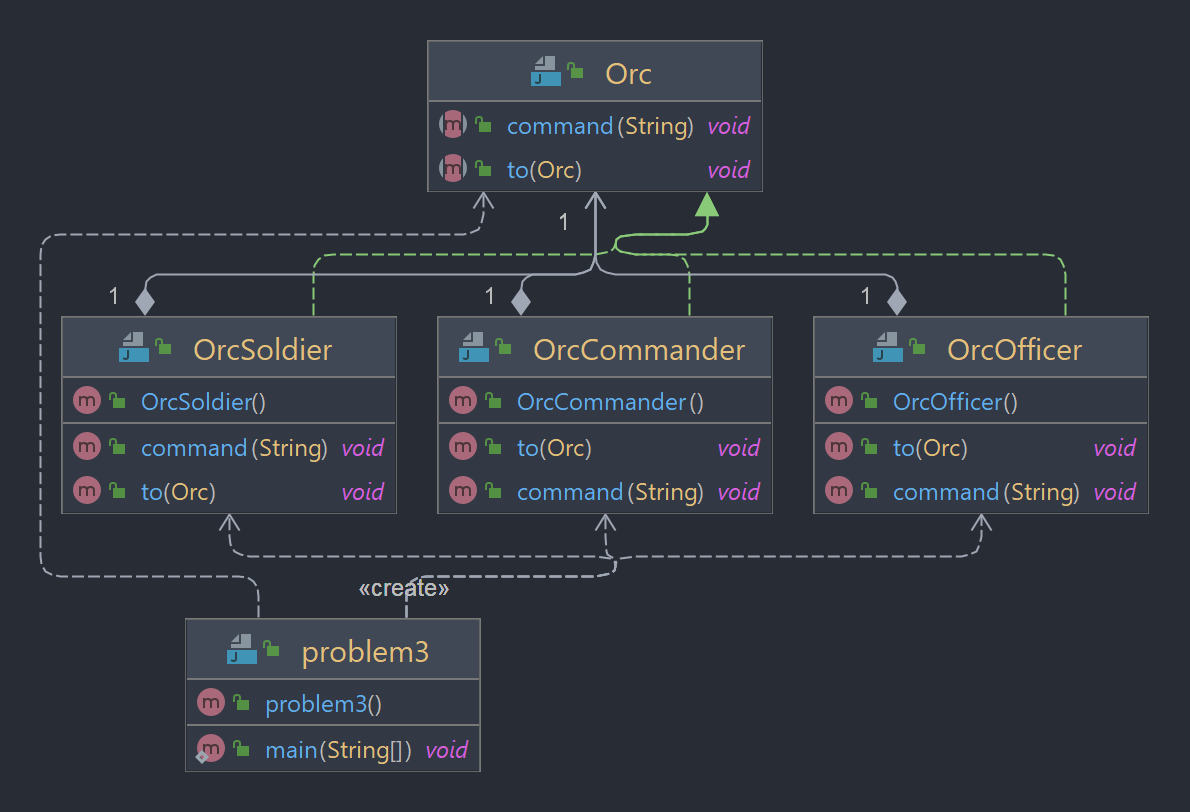 Orc
command(String) void
to(Orc) void
1
1
1
1
OrcSoldier
OrcSoldier()
command(String) void
to(Orc) void
OrcCommander
OrcCommander()
to(Orc) void
command(String) void
OrcOfficer
OrcOfficer()
to(Orc) void
command(String) void
«create»
problem3
problem3()
main(String[]) void